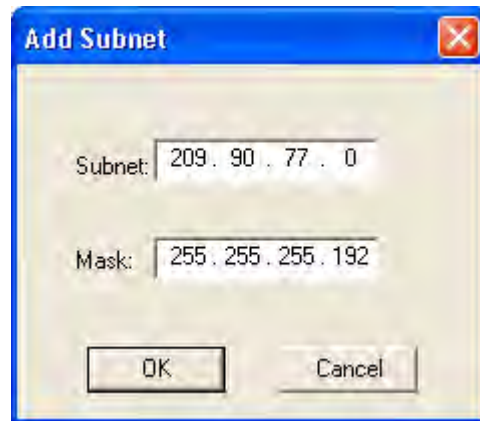 Add Subnet
Subnet: 209 . 90 . 77 . 0
Mask: 255 . 255 . 255 . 192
OK Cancel